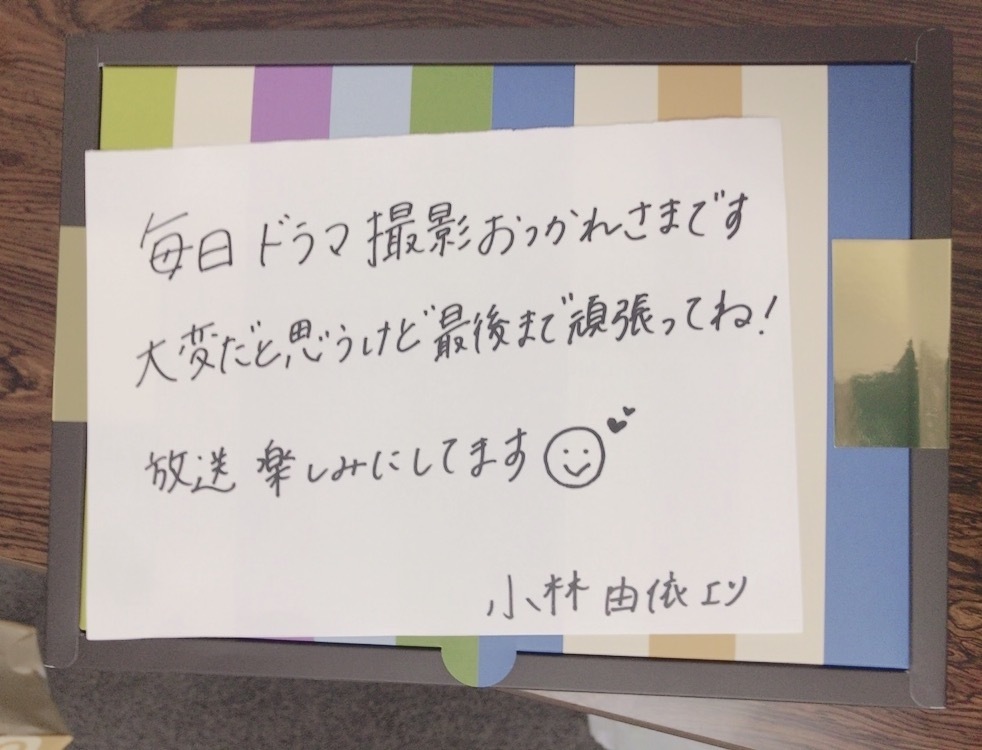 毎日ドラマ撮影おつかれさまです
大変だと思うけど最後まで頑張ってね!
放送 楽しみにしてます
小林由依より